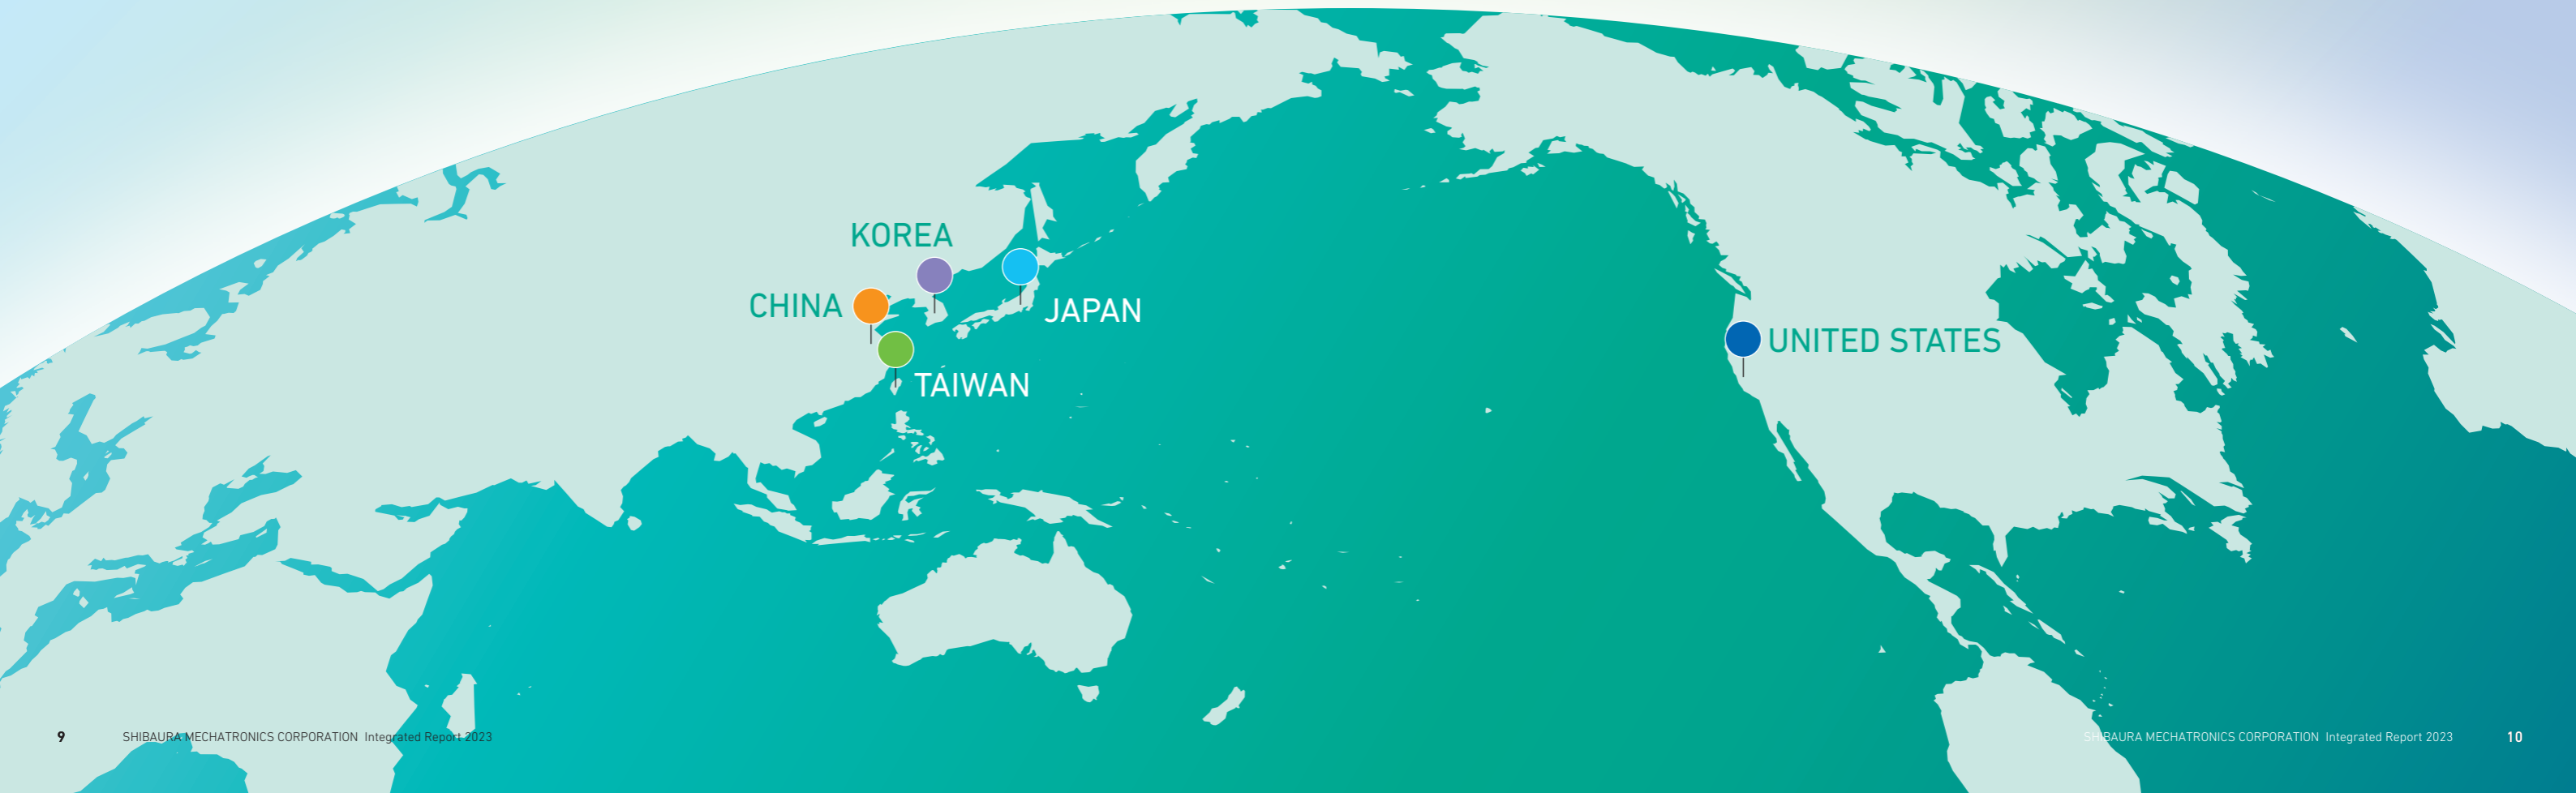 KOREA
CHINA
JAPAN
TAIWAN
UNITED STATES
9 SHIBAURA MECHATRONICS CORPORATION Integrated Report 2023
SHIBAURA MECHATRONICS CORPORATION Integrated Report 2023 10